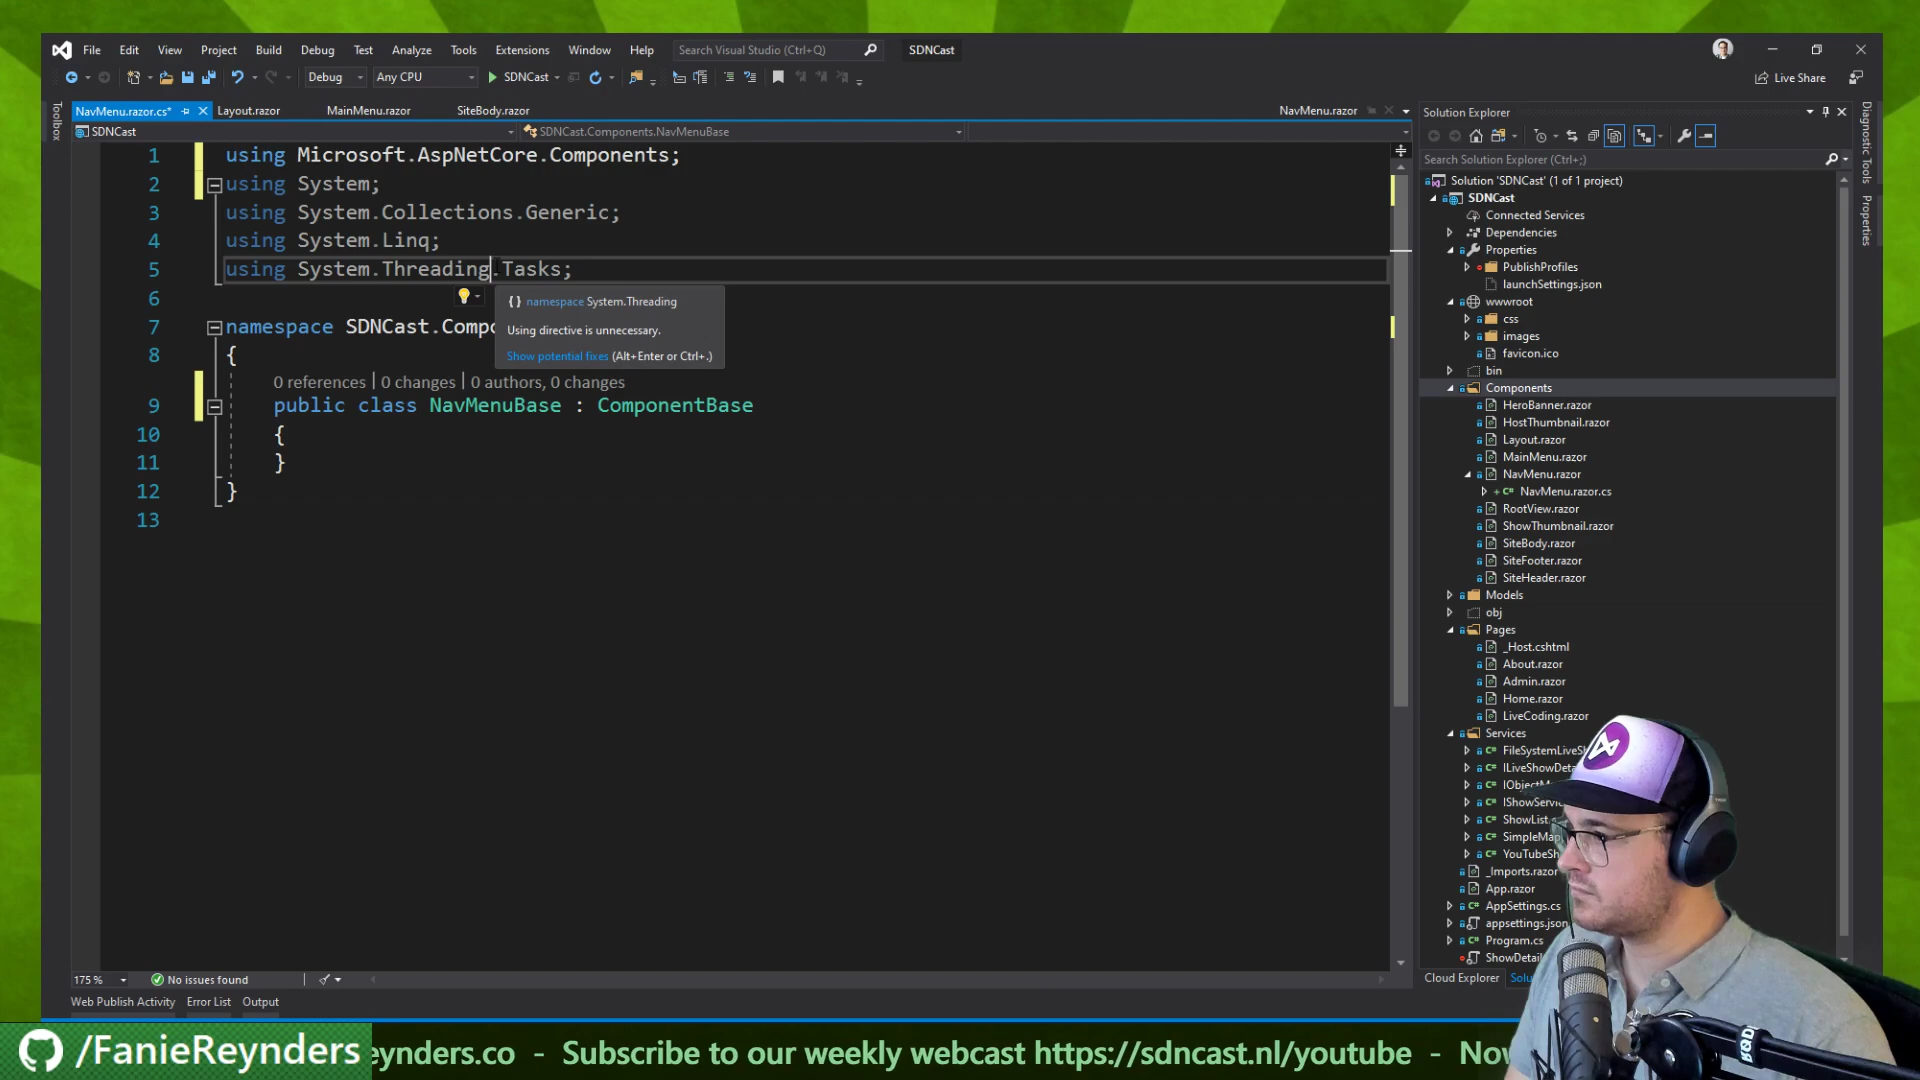 File Edit View Project Build Debug Test Analyze Tools Extensions Window Help Search Visual Studio (Ctrl+Q) SDNCast
Debug Any CPU SDNCast Live Share
NavMenu.razor.cs* Layout.razor MainMenu.razor SiteBody.razor NavMenu.razor
SDNCast SDNCast.Components.NavMenuBase
Toolbox
1 using Microsoft.AspNetCore.Components;
2 using System;
3 using System.Collections.Generic;
4 using System.Linq;
5 using System.Threading.Tasks;
6
{} namespace System.Threading
Using directive is unnecessary.
Show potential fixes (Alt+Enter or Ctrl+.)
7 namespace SDNCast.Compo
8 {
0 references | 0 changes | 0 authors, 0 changes
9 public class NavMenuBase : ComponentBase
10 {
11 }
12 }
13
175 % No issues found
Web Publish Activity Error List Output
Solution Explorer
Search Solution Explorer (Ctrl+;)
Solution 'SDNCast' (1 of 1 project)
SDNCast
Connected Services
Dependencies
Properties
PublishProfiles
launchSettings.json
wwwroot
css
images
favicon.ico
bin
Components
HeroBanner.razor
HostThumbnail.razor
Layout.razor
MainMenu.razor
NavMenu.razor
NavMenu.razor.cs
RootView.razor
ShowThumbnail.razor
SiteBody.razor
SiteFooter.razor
SiteHeader.razor
Models
obj
Pages
_Host.cshtml
About.razor
Admin.razor
Home.razor
LiveCoding.razor
Services
FileSystemLiveSh
ILiveShowDeta
IObjectM
IShowServic
ShowList.
SimpleMap
YouTubeSh
_Imports.razor
App.razor
AppSettings.cs
appsettings.json
Program.cs
ShowDetail
Cloud Explorer Solu
Diagnostic Tools
Properties
/FanieReynders
eynders.co - Subscribe to our weekly webcast https://sdncast.nl/youtube - Now